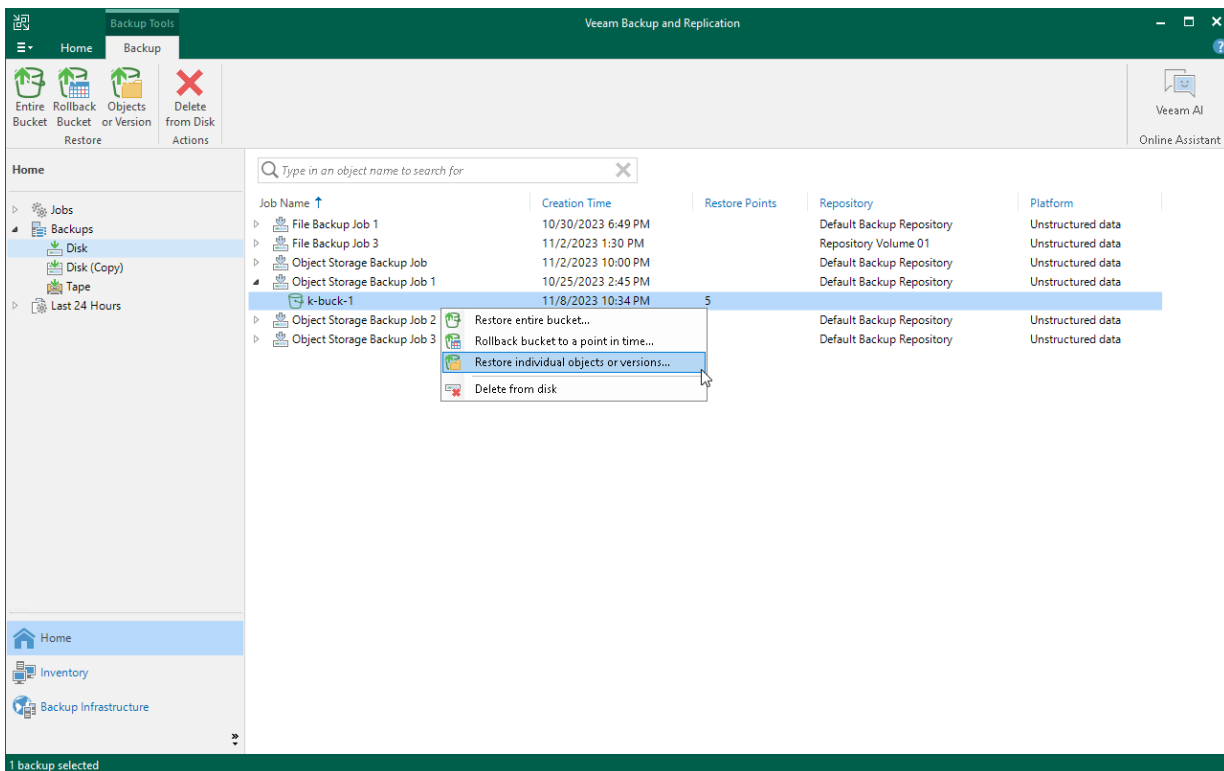 Backup Tools
Veeam Backup and Replication
Home Backup
Entire Bucket
Rollback Bucket
Objects or Version
Delete from Disk
Restore
Actions
Veeam AI
Online Assistant
Home
Type in an object name to search for
Jobs
Backups
Disk
Disk (Copy)
Tape
Last 24 Hours
Job Name Creation Time Restore Points Repository Platform
File Backup Job 1 10/30/2023 6:49 PM Default Backup Repository Unstructured data
File Backup Job 3 11/2/2023 1:30 PM Repository Volume 01 Unstructured data
Object Storage Backup Job 11/2/2023 10:00 PM Default Backup Repository Unstructured data
Object Storage Backup Job 1 10/25/2023 2:45 PM Default Backup Repository Unstructured data
k-buck-1 11/8/2023 10:34 PM 5
Object Storage Backup Job 2 Default Backup Repository Unstructured data
Object Storage Backup Job 3 Default Backup Repository Unstructured data
Restore entire bucket...
Rollback bucket to a point in time...
Restore individual objects or versions...
Delete from disk
Home
Inventory
Backup Infrastructure
1 backup selected